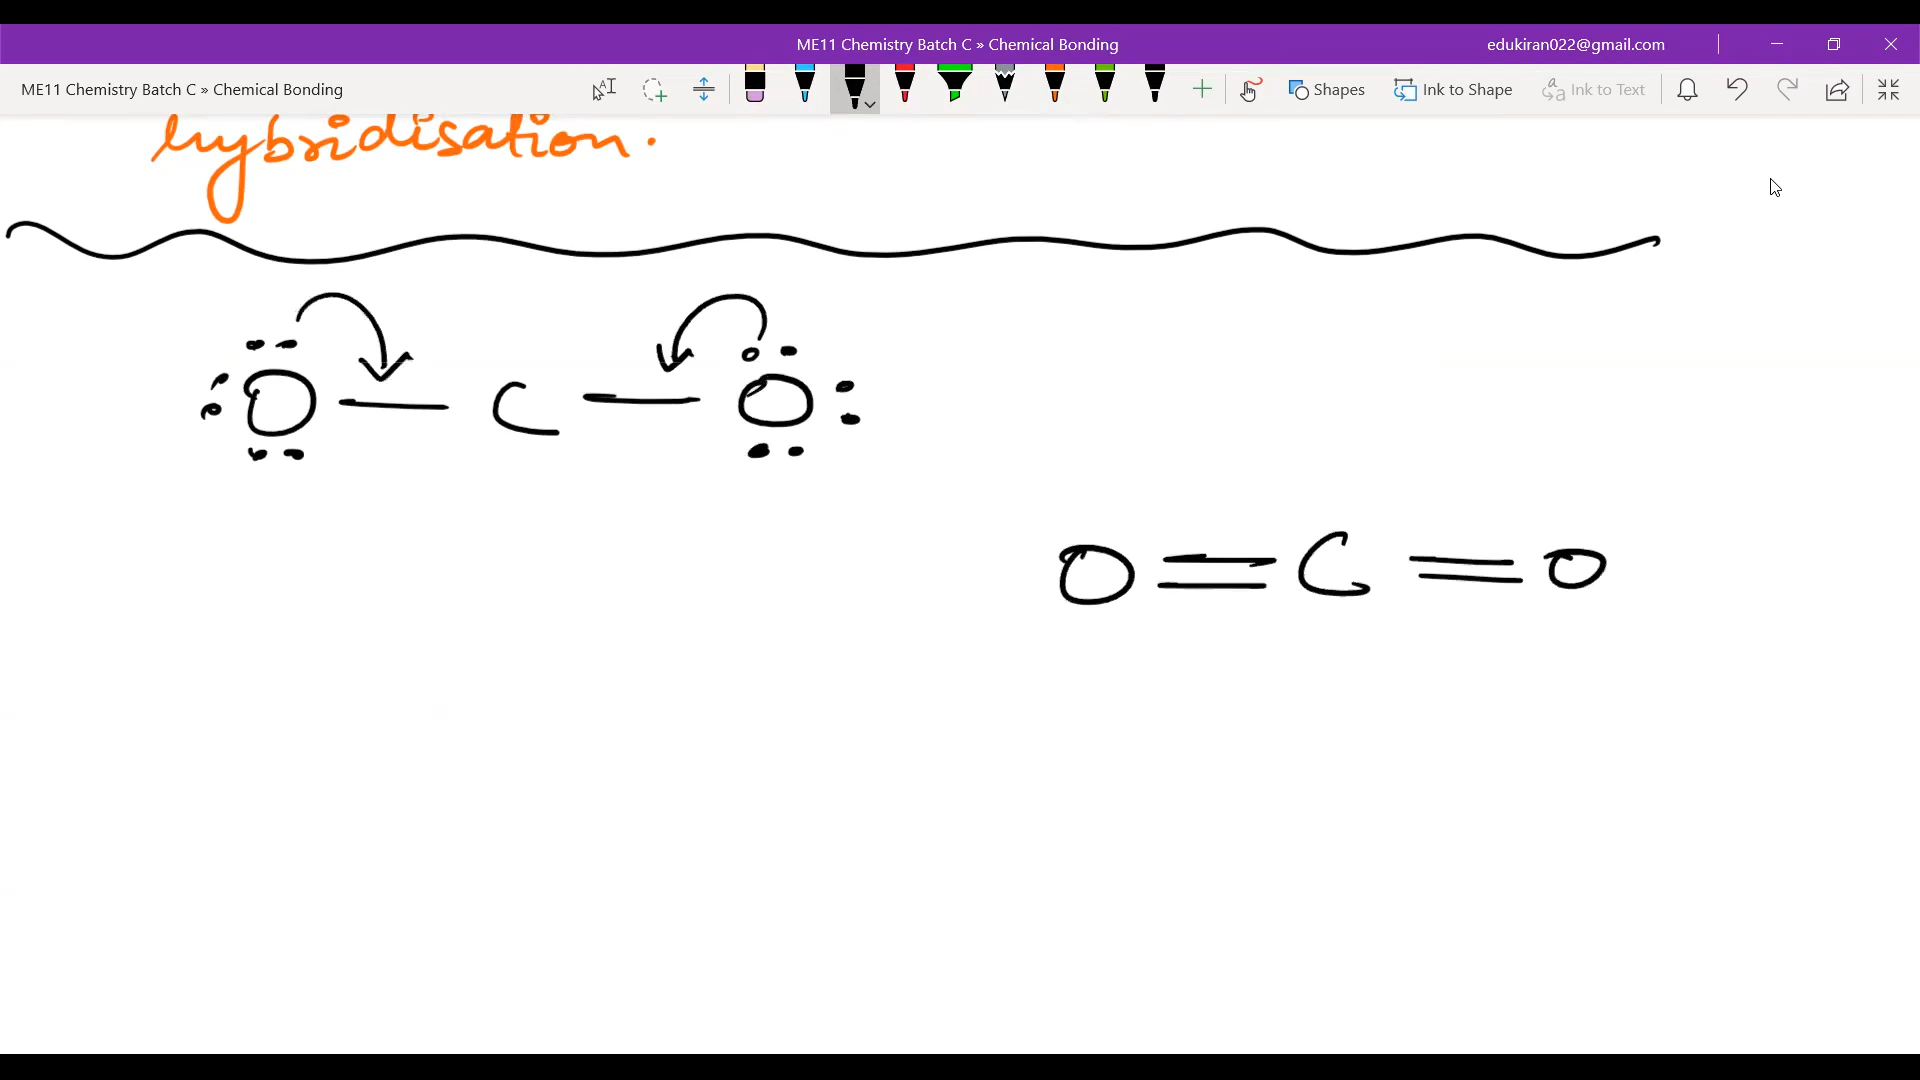 ME11 Chemistry Batch C » Chemical Bonding
edukiran022@gmail.com
ME11 Chemistry Batch C » Chemical Bonding
Shapes
Ink to Shape
Ink to Text
hybridisation.
O — C — O
O = C = O